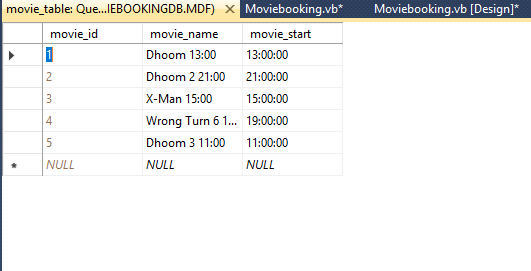 movie_table: Que...IEBOOKINGDB.MDF) Moviebooking.vb* Moviebooking.vb [Design]*
movie_id movie_name movie_start
1 Dhoom 13:00 13:00:00
2 Dhoom 2 21:00 21:00:00
3 X-Man 15:00 15:00:00
4 Wrong Turn 6 1... 19:00:00
5 Dhoom 3 11:00 11:00:00
NULL NULL NULL